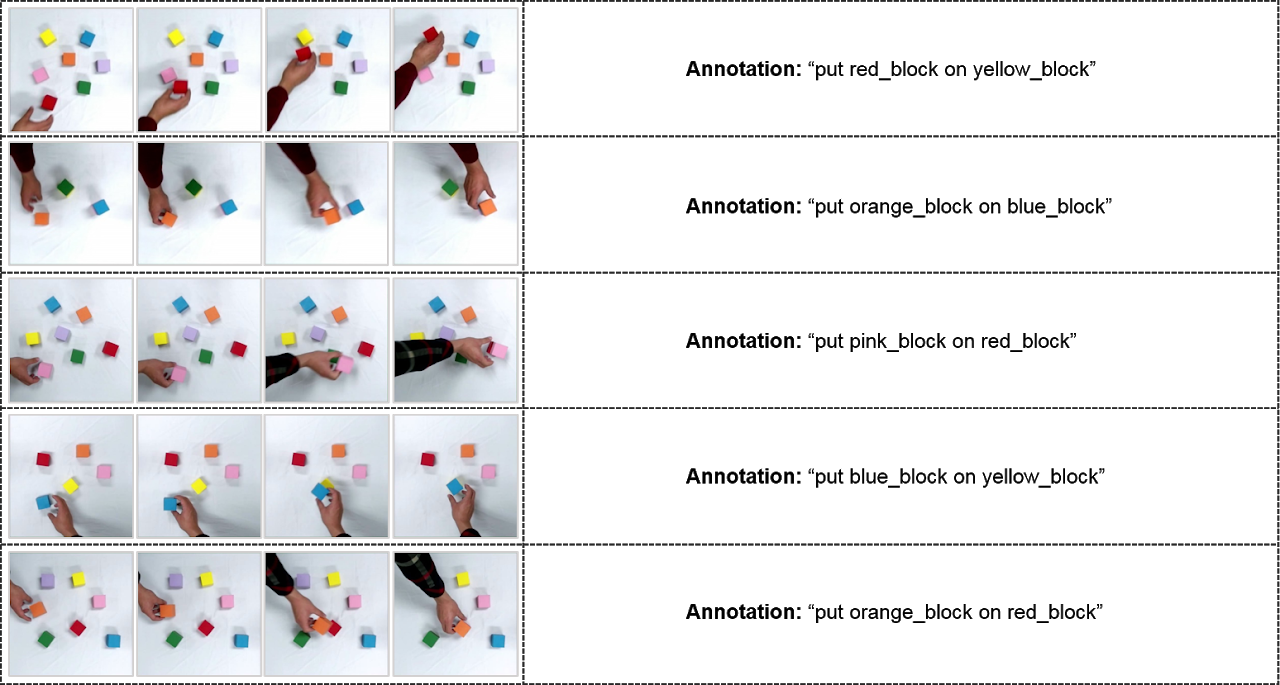 Annotation: “put red_block on yellow_block”
Annotation: “put orange_block on blue_block”
Annotation: “put pink_block on red_block”
Annotation: “put blue_block on yellow_block”
Annotation: “put orange_block on red_block”